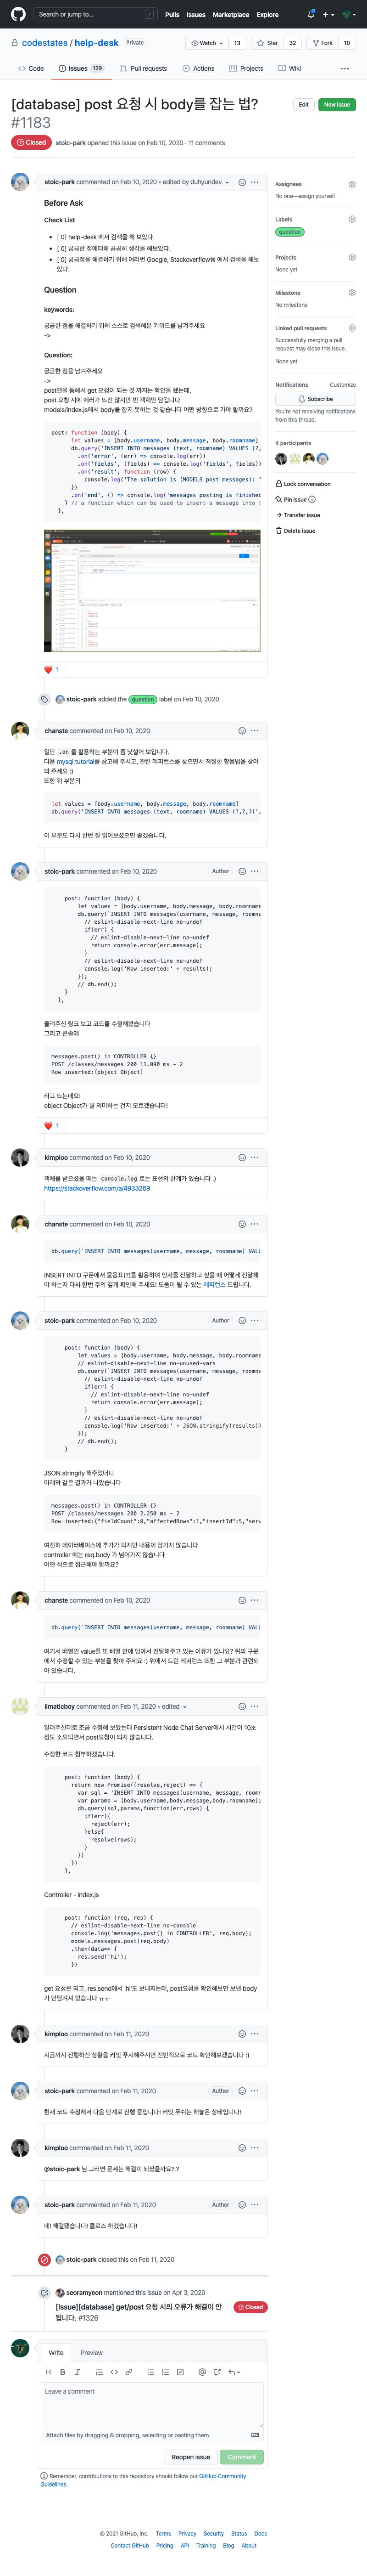 Search or jump to...
/
Pulls Issues Marketplace Explore
codestates / help-desk Private
Watch 13
Star 32
Fork 10
Code
Issues 129
Pull requests
Actions
Projects
Wiki
[database] post 요청 시 body를 잡는 법?
#1183
Edit
New issue
Closed
stoic-park opened this issue on Feb 10, 2020 · 11 comments
stoic-park commented on Feb 10, 2020 • edited by duhyundev
Before Ask
Check List
• [ 0] help-desk 에서 검색을 해 보았다.
• [ 0] 궁금한 점에대해 곰곰히 생각을 해보았다.
• [ 0] 궁금점을 해결하기 위해 여러번 Google, Stackoverflow등 에서 검색을 해보
았다.
Question
keywords:
궁금한 점을 해결하기 위해 스스로 검색해본 키워드를 남겨주세요
->
Question:
궁금한 점을 남겨주세요
->
post맨을 통해서 get 요청이 되는 것 까지는 확인을 했는데,
post 요청 시에 에러가 뜨진 않지만 빈 객체만 담깁니다
models/index.js에서 body를 잡지 못하는 것 같습니다 어떤 방향으로 가야 할까요?
post: function (body) {
let values = [body.username, body.message, body.roomname]
db.query('INSERT INTO messages (text, roomname) VALUES (?,
.on('error', (err) => console.log(err))
.on('fields', (fields) => console.log('fields', fields))
.on('result', function (row) {
console.log('The solution is (MODELS post messages): '
})
.on('end', () => console.log('messages posting is finished
} // a function which can be used to insert a message into t
},
1
stoic-park added the question label on Feb 10, 2020
chanste commented on Feb 10, 2020
일단 .on 을 활용하는 부분이 좀 낯설어 보입니다.
다음 mysql tutorial를 참고해 주시고, 관련 레퍼런스를 찾으면서 적절한 활용법을 찾아
봐 주세요 :)
또한 위 부분의
let values = [body.username, body.message, body.roomname]
db.query('INSERT INTO messages (text, roomname) VALUES (?,?,?)',
이 부분도 다시 한번 잘 읽어보셨으면 좋겠습니다.
stoic-park commented on Feb 10, 2020
Author
post: function (body) {
let values = [body.username, body.message, body.roomname
db.query(`INSERT INTO messages(username, message, roomna
// eslint-disable-next-line no-undef
if(err) {
// eslint-disable-next-line no-undef
return console.error(err.message);
}
// eslint-disable-next-line no-undef
console.log('Row inserted:' + results);
});
// db.end();
}
},
올려주신 링크 보고 코드를 수정해봤습니다
그리고 콘솔에
messages.post() in CONTROLLER {}
POST /classes/messages 200 11.090 ms - 2
Row inserted:[object Object]
라고 뜨는데요!
object Object가 뭘 의미하는 건지 모르겠습니다!
1
kimploo commented on Feb 10, 2020
객체를 받으셨을 때는 console.log 로는 표현의 한계가 있습니다 :)
https://stackoverflow.com/a/4933269
chanste commented on Feb 10, 2020
db.query(`INSERT INTO messages(username, message, roomname) VALU
INSERT INTO 구문에서 물음표(?)를 활용하여 인자를 전달하고 싶을 때 어떻게 전달해
야 하는지 다시 한번 주의 깊게 확인해 주세요! 도움이 될 수 있는 레퍼런스 드립니다.
stoic-park commented on Feb 10, 2020
Author
post: function (body) {
let values = [body.username, body.message, body.roomname
// eslint-disable-next-line no-unused-vars
db.query(`INSERT INTO messages(username, message, roomna
// eslint-disable-next-line no-undef
if(err) {
// eslint-disable-next-line no-undef
return console.error(err.message);
}
// eslint-disable-next-line no-undef
console.log('Row inserted:' + JSON.stringify(results))
});
// db.end();
}
JSON.stringify 해주었더니
아래와 같은 결과가 나왔습니다
messages.post() in CONTROLLER {}
POST /classes/messages 200 2.250 ms - 2
Row inserted:{"fieldCount":0,"affectedRows":1,"insertId":5,"serv
여전히 데이터베이스에 추가가 되지만 내용이 담기지 않습니다
controller 에는 req.body 가 넘어가지 않습니다
어떤 식으로 접근해야 할까요?
chanste commented on Feb 10, 2020
db.query(`INSERT INTO messages(username, message, roomname) VALU
여기서 배열인 value를 또 배열 안에 담아서 전달해주고 있는 이유가 있나요? 위의 구문
에서 수정할 수 있는 부분을 찾아 주세요 :) 위에서 드린 레퍼런스 또한 그 부분과 관련되
어 있습니다.
ilmaticboy commented on Feb 11, 2020 • edited
알려주신데로 조금 수정해 보았는데 Persistent Node Chat Server에서 시간이 10초
정도 소요되면서 post요청이 되지 않습니다.
수정한 코드 첨부하겠습니다.
post: function (body) {
return new Promise((resolve,reject) => {
var sql = 'INSERT INTO messages(username, message, roomn
var params = [body.username,body.message,body.roomname];
db.query(sql,params,function(err,rows) {
if(err){
reject(err);
}else{
resolve(rows);
}
})
})
},
Controller - index.js
post: function (req, res) {
// eslint-disable-next-line no-console
console.log('messages.post() in CONTROLLER', req.body);
models.messages.post(req.body)
.then(data=> {
res.send('hi');
})
get 요청은 되고, res.send에서 'hi'도 보내지는데, post요청을 확인해보면 보낸 body
가 안담겨져 있습니다 ㅠㅠ
kimploo commented on Feb 11, 2020
지금까지 진행하신 상황을 커밋 푸시해주시면 전반적으로 코드 확인해보겠습니다 ;)
stoic-park commented on Feb 11, 2020
Author
현재 코드 수정해서 다음 단계로 진행 중입니다! 커밋 푸쉬는 해놓은 상태입니다!
kimploo commented on Feb 11, 2020
@stoic-park 님 그러면 문제는 해결이 되셨을까요?.?
stoic-park commented on Feb 11, 2020
Author
네! 해결됐습니다! 클로즈 하겠습니다!
stoic-park closed this on Feb 11, 2020
seoramyeon mentioned this issue on Apr 3, 2020
[Issue][database] get/post 요청 시의 오류가 해결이 안
됩니다. #1326
Closed
Write
Preview
Leave a comment
Attach files by dragging & dropping, selecting or pasting them.
Reopen issue
Comment
Remember, contributions to this repository should follow our GitHub Community
Guidelines.
Assignees
No one—assign yourself
Labels
question
Projects
None yet
Milestone
No milestone
Linked pull requests
Successfully merging a pull
request may close this issue.
None yet
Notifications
Customize
Subscribe
You're not receiving notifications
from this thread.
4 participants
Lock conversation
Pin issue
Transfer issue
Delete issue
© 2021 GitHub, Inc. Terms Privacy Security Status Docs
Contact GitHub Pricing API Training Blog About